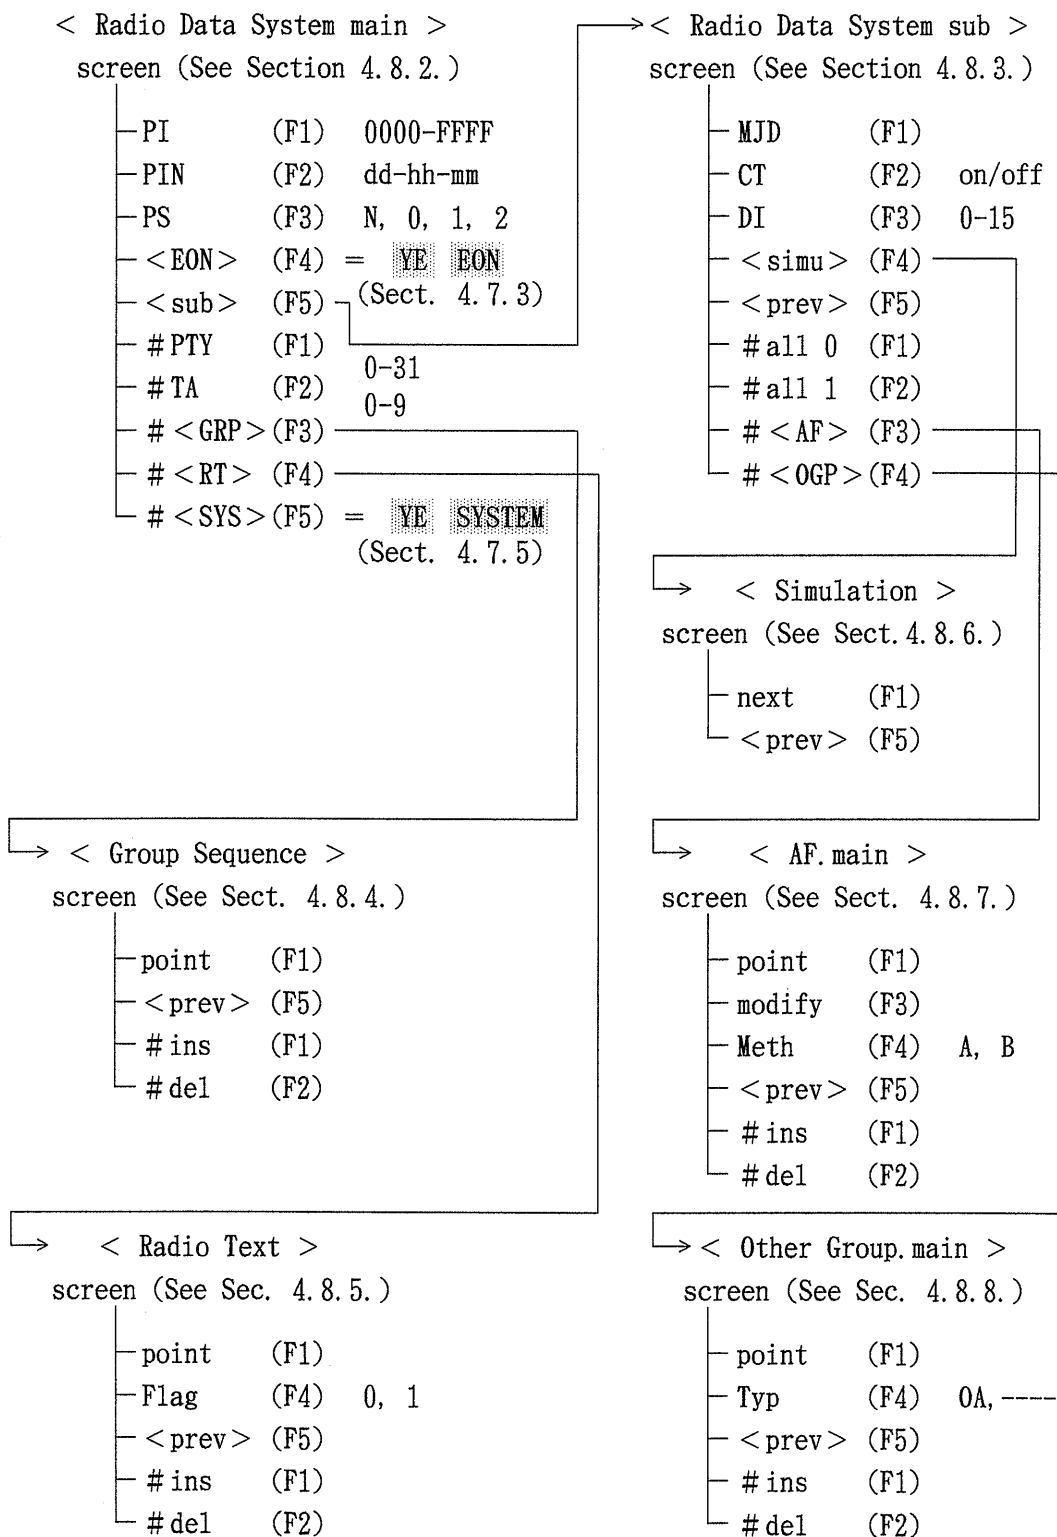 < Radio Data System main >
screen (See Section 4.8.2.)
PI (F1) 0000-FFFF
PIN (F2) dd-hh-mm
PS (F3) N, 0, 1, 2
<EON> (F4) = YE EON
(Sect. 4.7.3)
<sub> (F5)
#PTY (F1)
0-31
#TA (F2)
0-9
#<GRP>(F3)
#<RT> (F4)
#<SYS>(F5) = YE SYSTEM
(Sect. 4.7.5)
< Group Sequence >
screen (See Sect. 4.8.4.)
point (F1)
<prev> (F5)
#ins (F1)
#del (F2)
< Radio Text >
screen (See Sec. 4.8.5.)
point (F1)
Flag (F4) 0, 1
<prev> (F5)
#ins (F1)
#del (F2)
< Radio Data System sub >
screen (See Section 4.8.3.)
MJD (F1)
CT (F2) on/off
DI (F3) 0-15
<simu> (F4)
<prev> (F5)
#all 0 (F1)
#all 1 (F2)
#<AF> (F3)
#<OGP>(F4)
< Simulation >
screen (See Sect.4.8.6.)
next (F1)
<prev> (F5)
< AF.main >
screen (See Sect. 4.8.7.)
point (F1)
modify (F3)
Meth (F4) A, B
<prev> (F5)
#ins (F1)
#del (F2)
< Other Group.main >
screen (See Sec. 4.8.8.)
point (F1)
Typ (F4) 0A,----
<prev> (F5)
#ins (F1)
#del (F2)